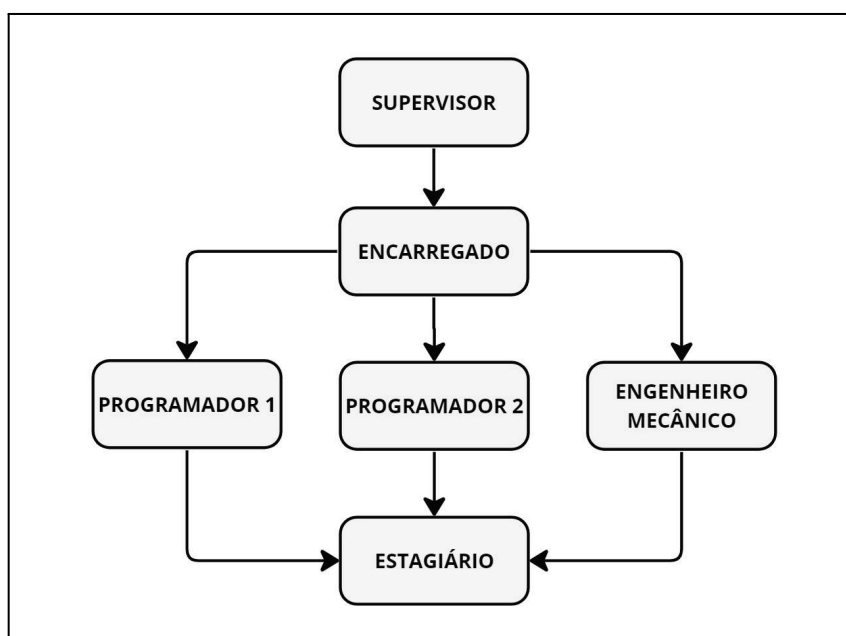 SUPERVISOR
ENCARREGADO
PROGRAMADOR 1
PROGRAMADOR 2
ENGENHEIRO
MECÂNICO
ESTAGIÁRIO